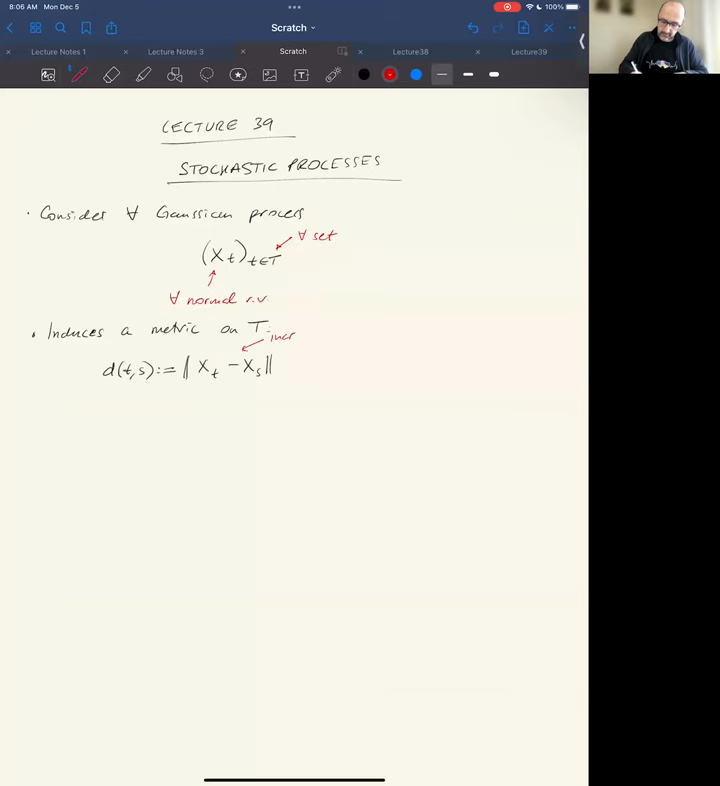 8:06 AM Mon Dec 5
100%
Scratch
Lecture Notes 1
Lecture Notes 3
Scratch
Lecture38
Lecture39
LECTURE 39
STOCHASTIC PROCESSES
· Consider ∀ Gaussian process
(X_t)_{t∈T}
∀ set
∀ normal r.v.
· Induces a metric on T.
incr
d(t,s) := ‖ X_t − X_s ‖